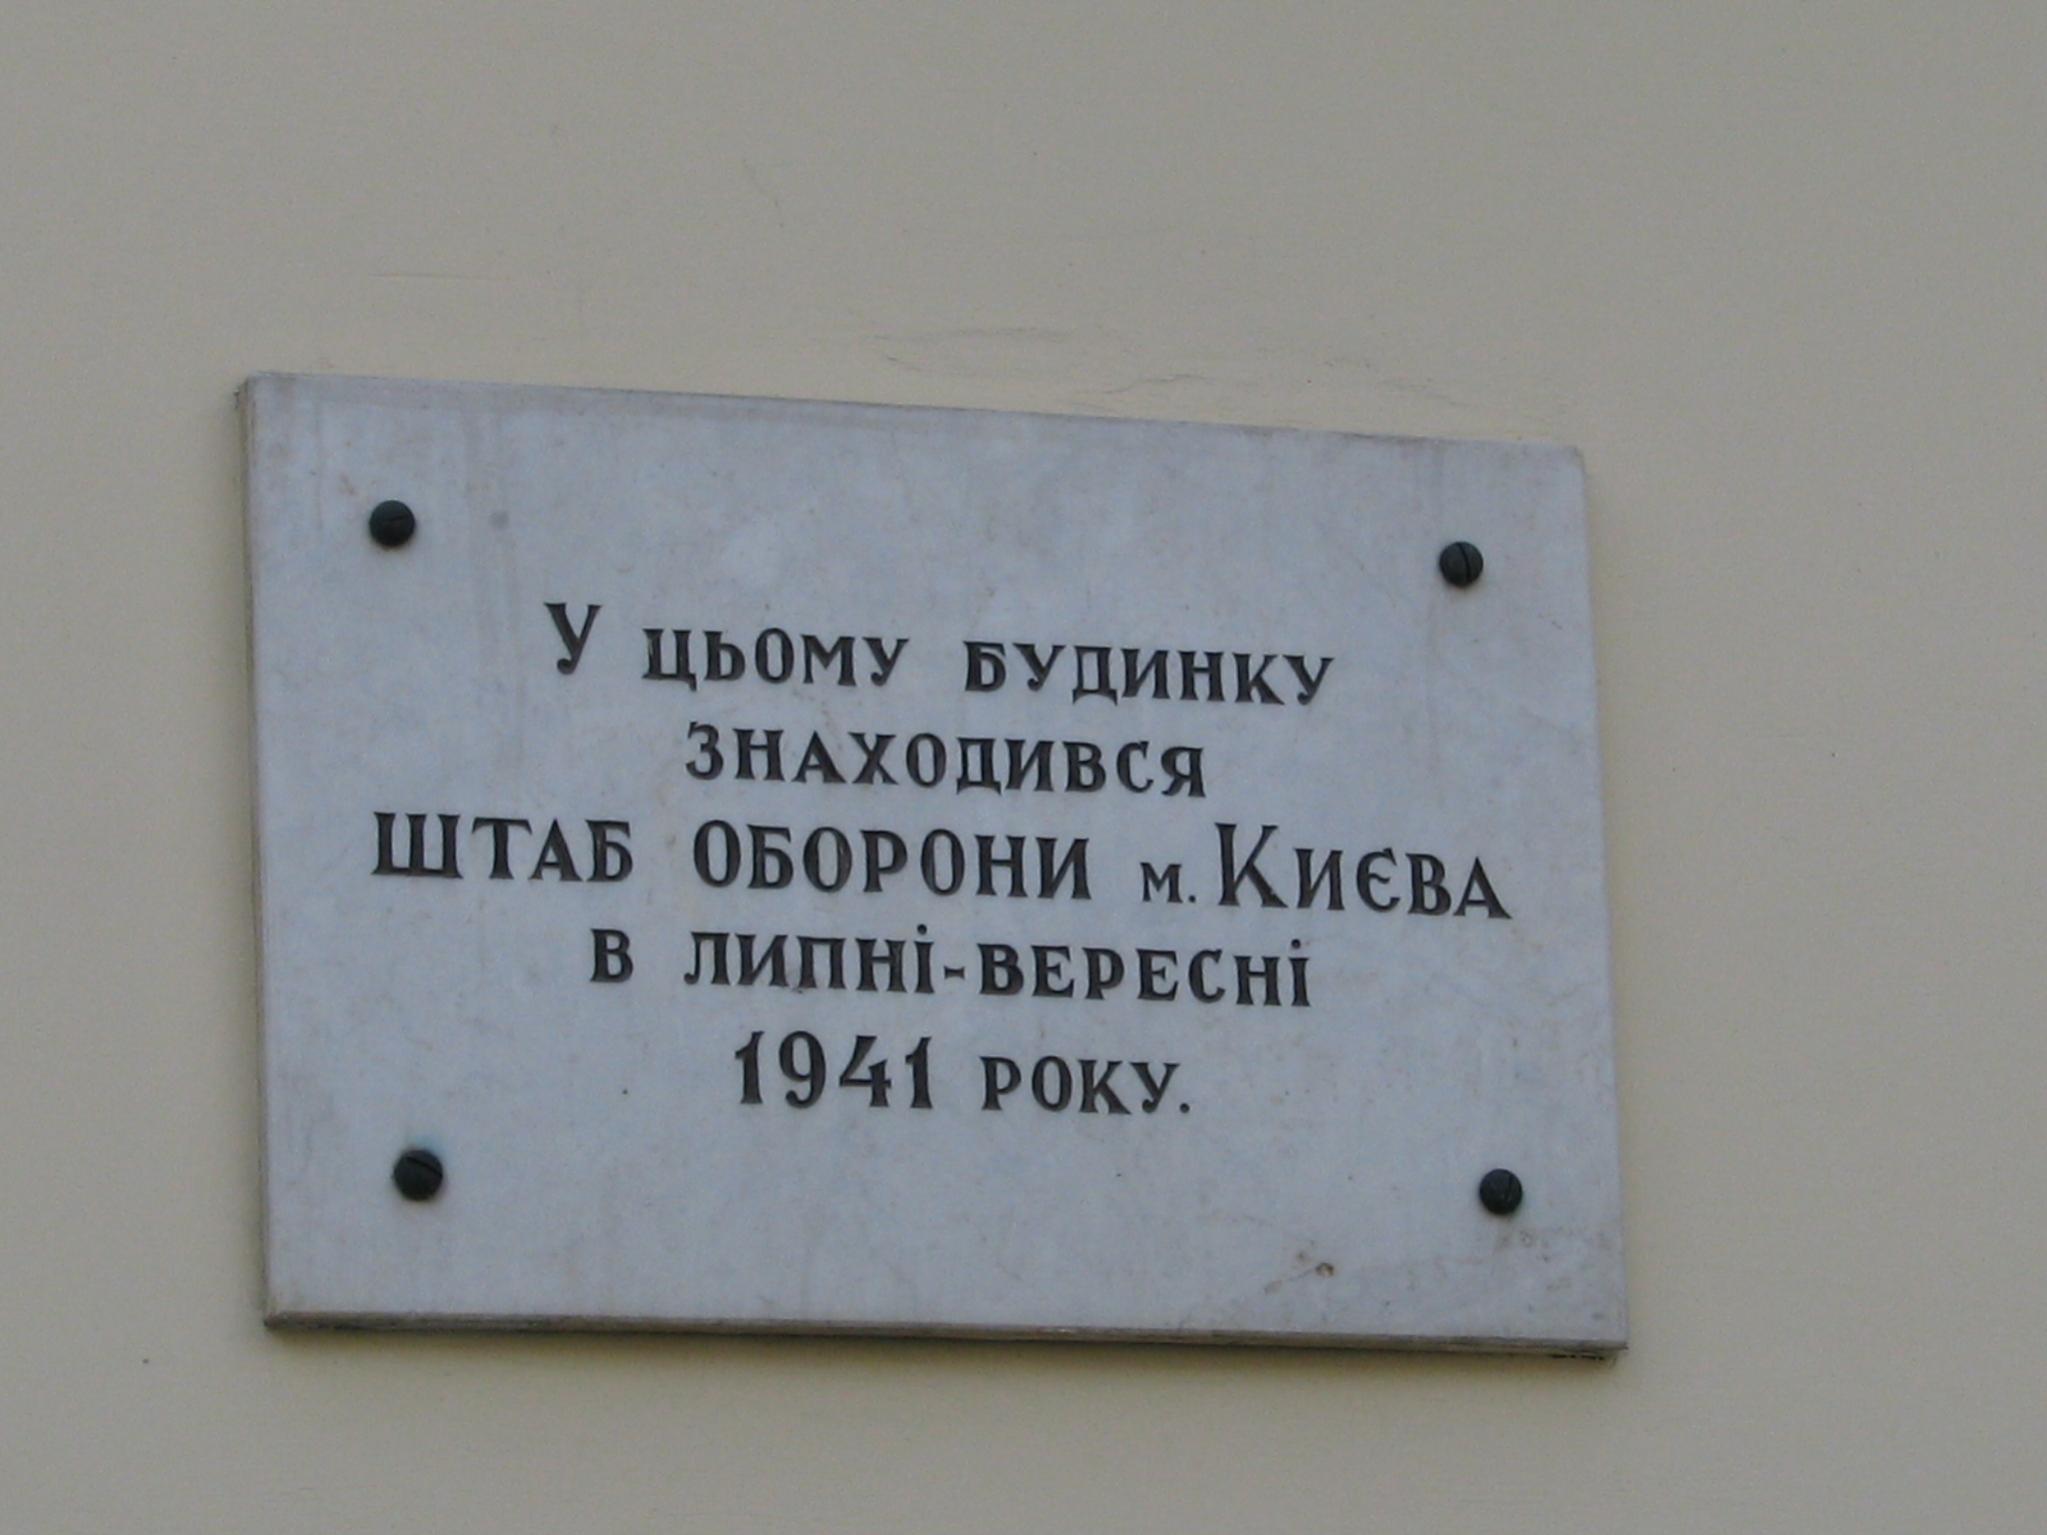 У цьому будинку
знаходився
ШТАБ ОБОРОНИ м. КИЄВА
в липні-вересні
1941 року.